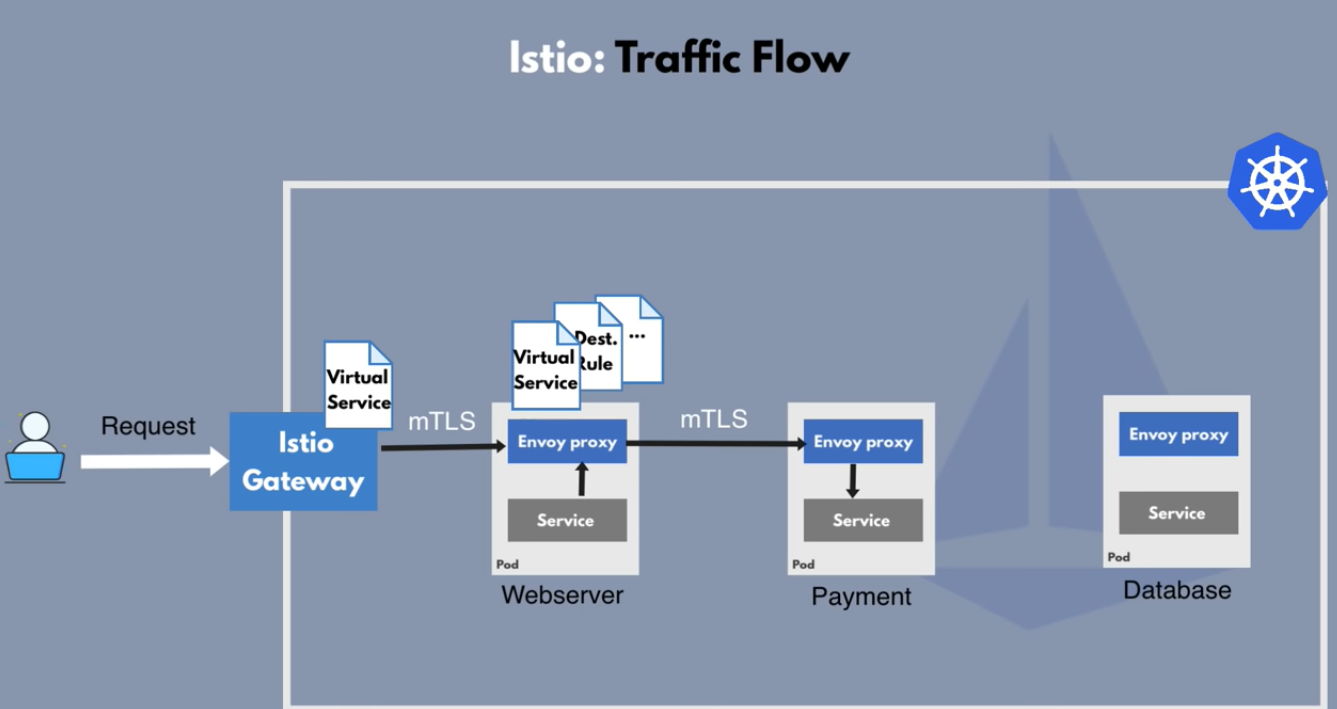 Istio: Traffic Flow
Request
Istio
Gateway
Virtual
Service
mTLS
Virtual
Service
Dest.
Rule
...
Envoy proxy
Service
Pod
Webserver
mTLS
Envoy proxy
Service
Pod
Payment
Envoy proxy
Service
Pod
Database